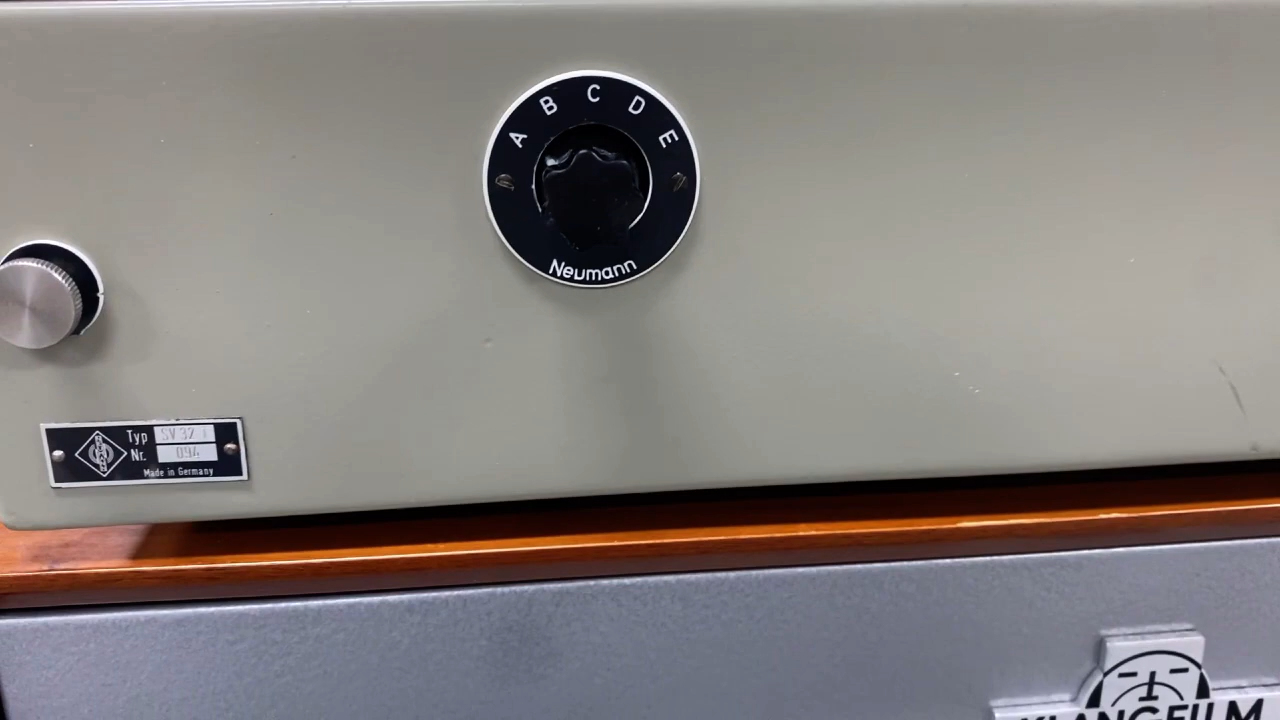 A B C D E
Neumann
Typ SV 32
Nr. 094
Made in Germany
KLANGFILM